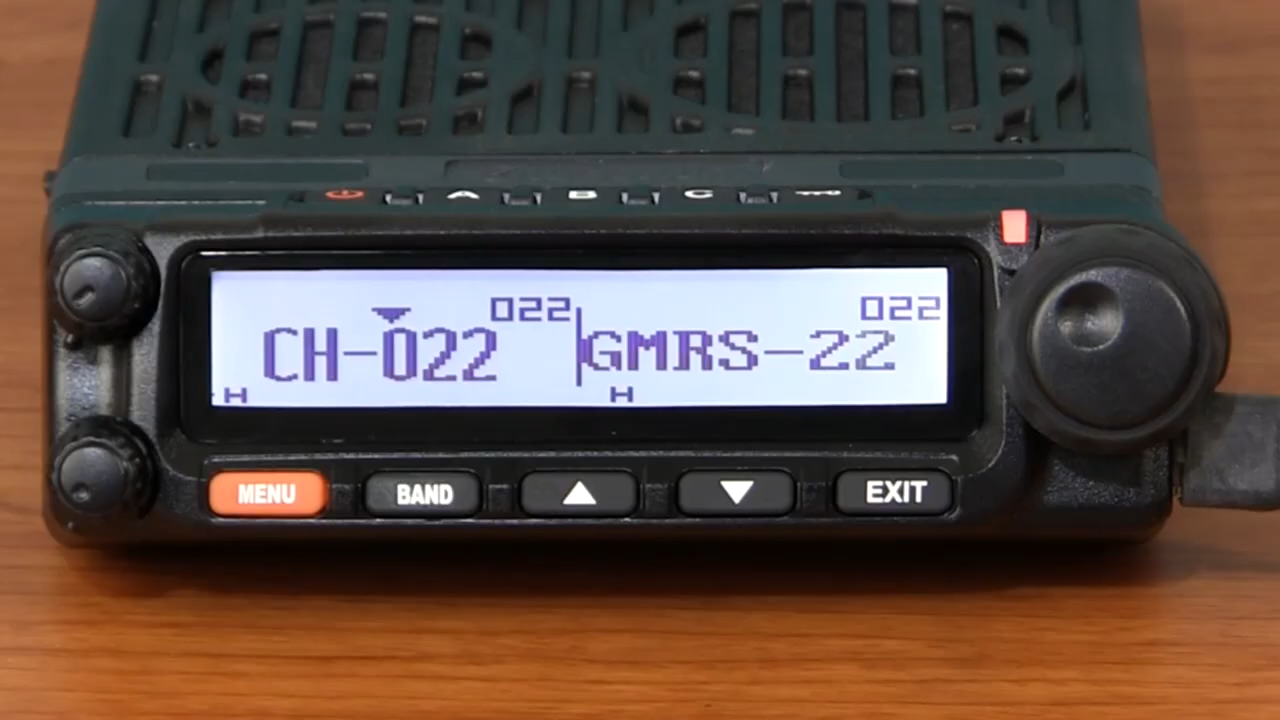 A B C
022 022
CH-022 GMRS-22
H H
MENU BAND EXIT